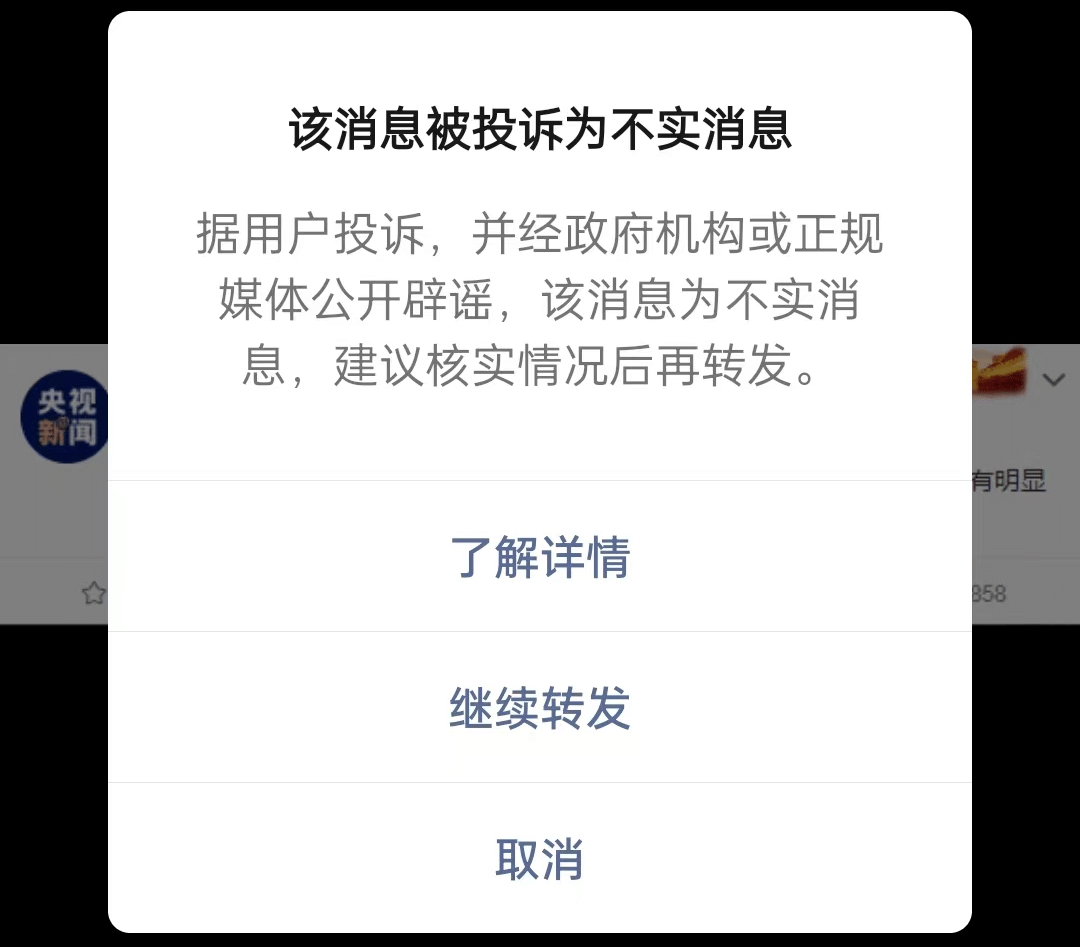 该消息被投诉为不实消息
据用户投诉，并经政府机构或正规
媒体公开辟谣，该消息为不实消
息，建议核实情况后再转发。
央视
新闻
有明显
了解详情
858
继续转发
取消